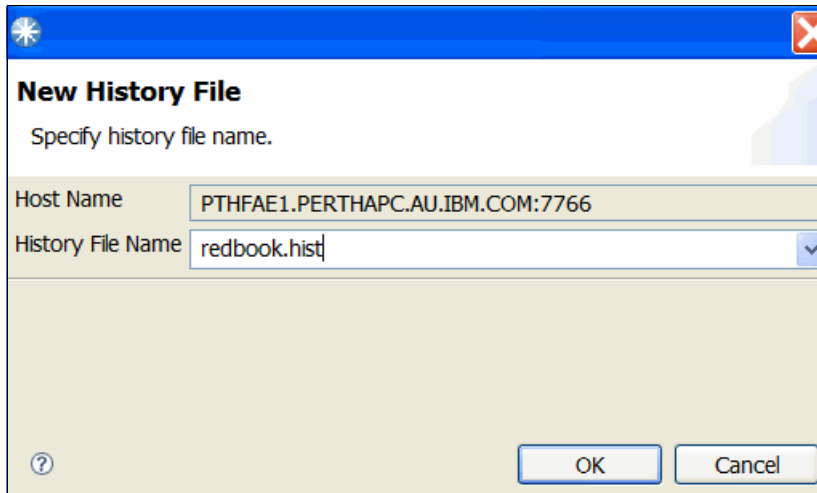 New History File
Specify history file name.
Host Name PTHFAE1.PERTHAPC.AU.IBM.COM:7766
History File Name redbook.hist
? OK Cancel